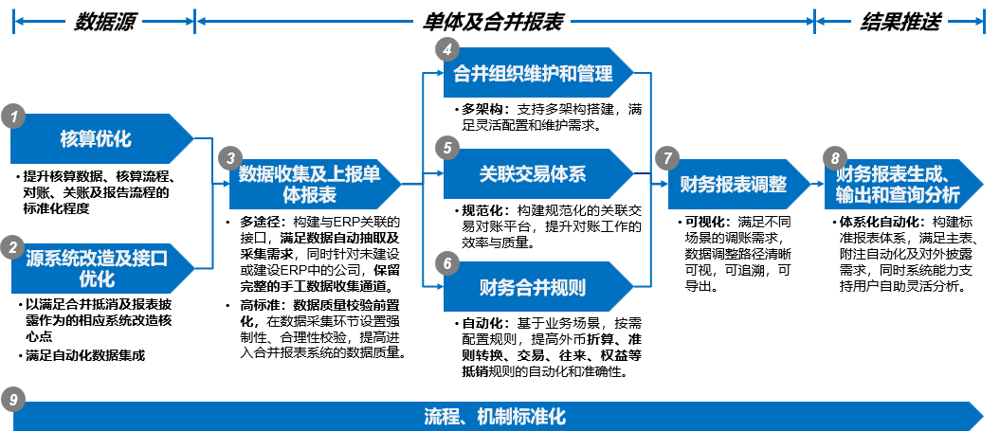 数据源
单体及合并报表
结果推送
1
核算优化
• 提升核算数据、核算流程、
对账、关账及报告流程的
标准化程度
2
源系统改造及接口
优化
• 以满足合并抵消及报表披
露作为的相应系统改造核
心点
• 满足自动化数据集成
3
数据收集及上报单
体报表
• 多途径：构建与ERP关联的
接口，满足数据自动抽取及
采集需求，同时针对未建设
或建设ERP中的公司，保留
完整的手工数据收集通道。
• 高标准：数据质量校验前置
化，在数据采集环节设置强
制性、合理性校验，提高进
入合并报表系统的数据质量。
4
合并组织维护和管理
• 多架构：支持多架构搭建，满
足灵活配置和维护需求。
5
关联交易体系
• 规范化：构建规范化的关联交
易对账平台，提升对账工作的
效率与质量。
6
财务合并规则
• 自动化：基于业务场景，按需
配置规则，提高外币折算、准
则转换、交易、往来、权益等
抵销规则的自动化和准确性。
7
财务报表调整
• 可视化：满足不同
场景的调账需求，
数据调整路径清晰
可视，可追溯，可
导出。
8
财务报表生成、
输出和查询分析
• 体系化自动化：构建标
准报表体系，满足主表、
附注自动化及对外披露
需求，同时系统能力支
持用户自助灵活分析。
9
流程、机制标准化